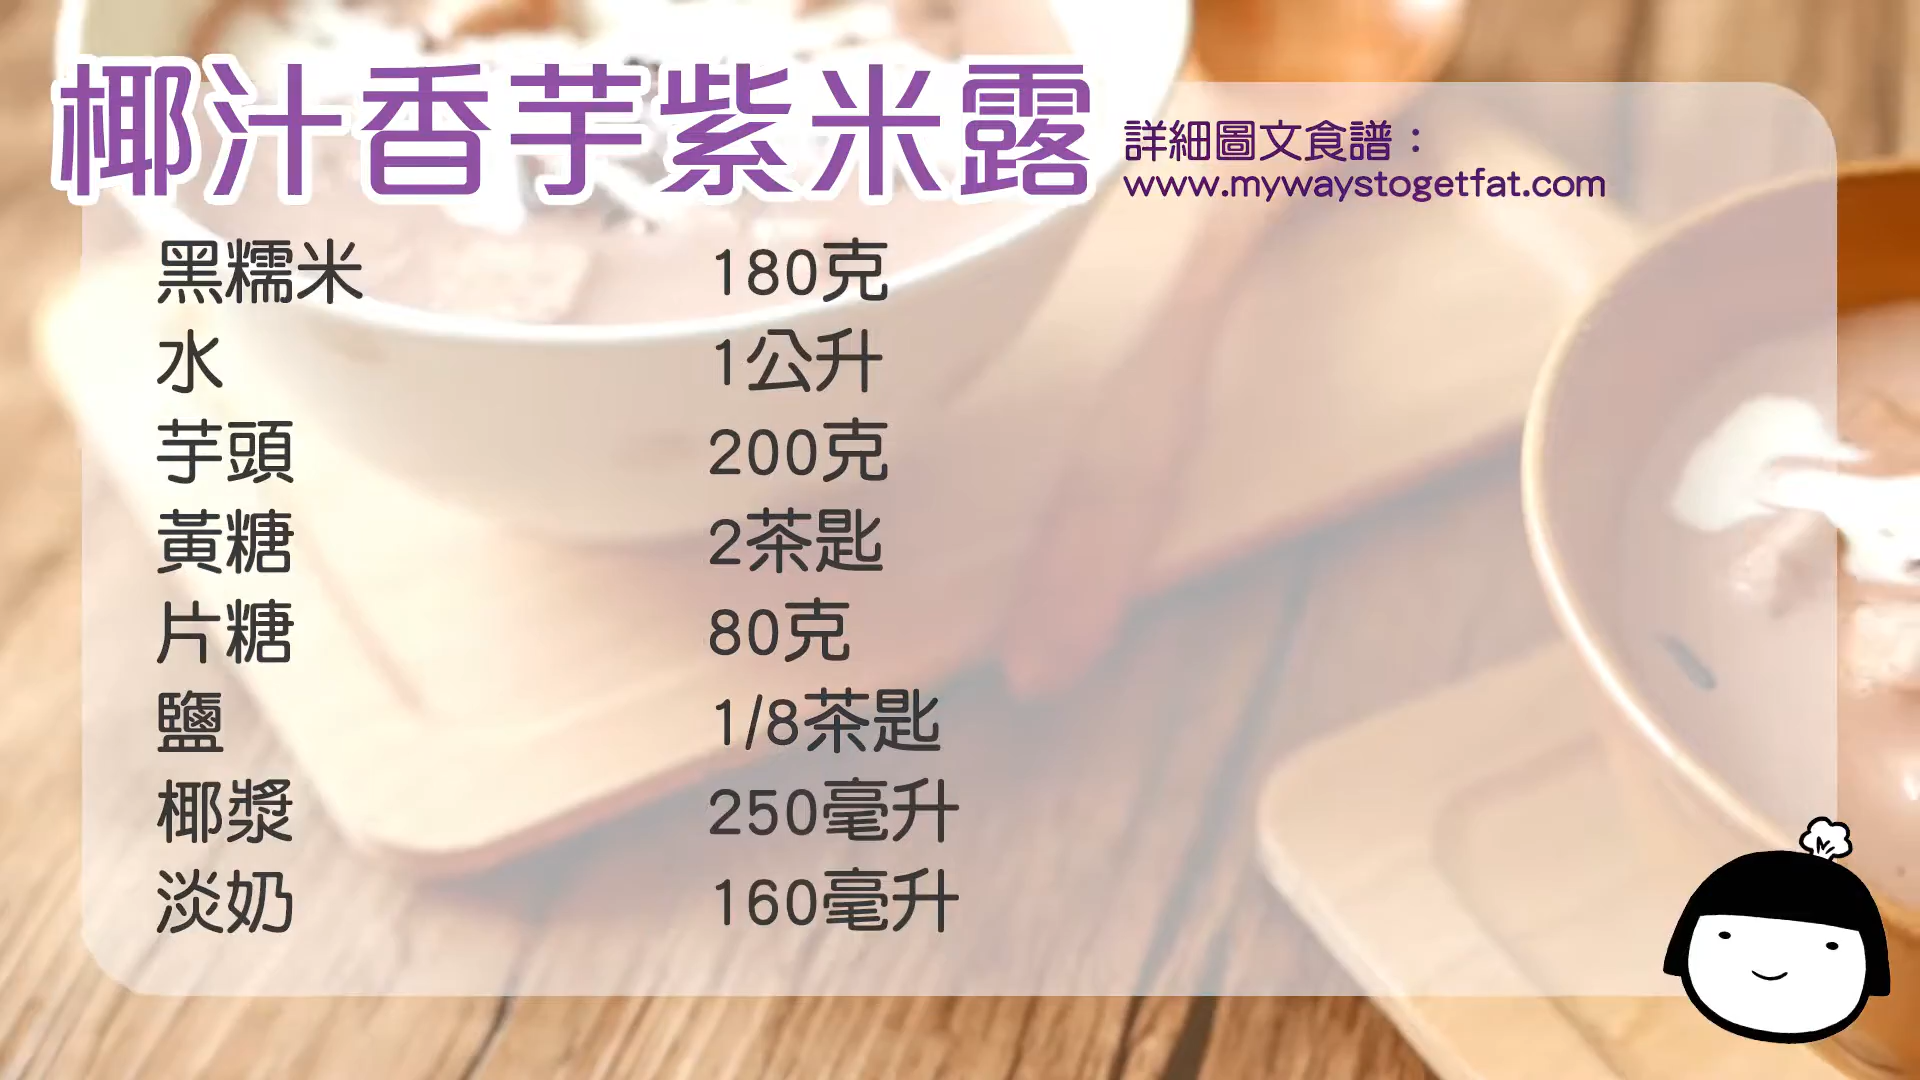 椰汁香芋紫米露
詳細圖文食譜：
www.mywaystogetfat.com
黑糯米 180克
水 1公升
芋頭 200克
黃糖 2茶匙
片糖 80克
鹽 1/8茶匙
椰漿 250毫升
淡奶 160毫升